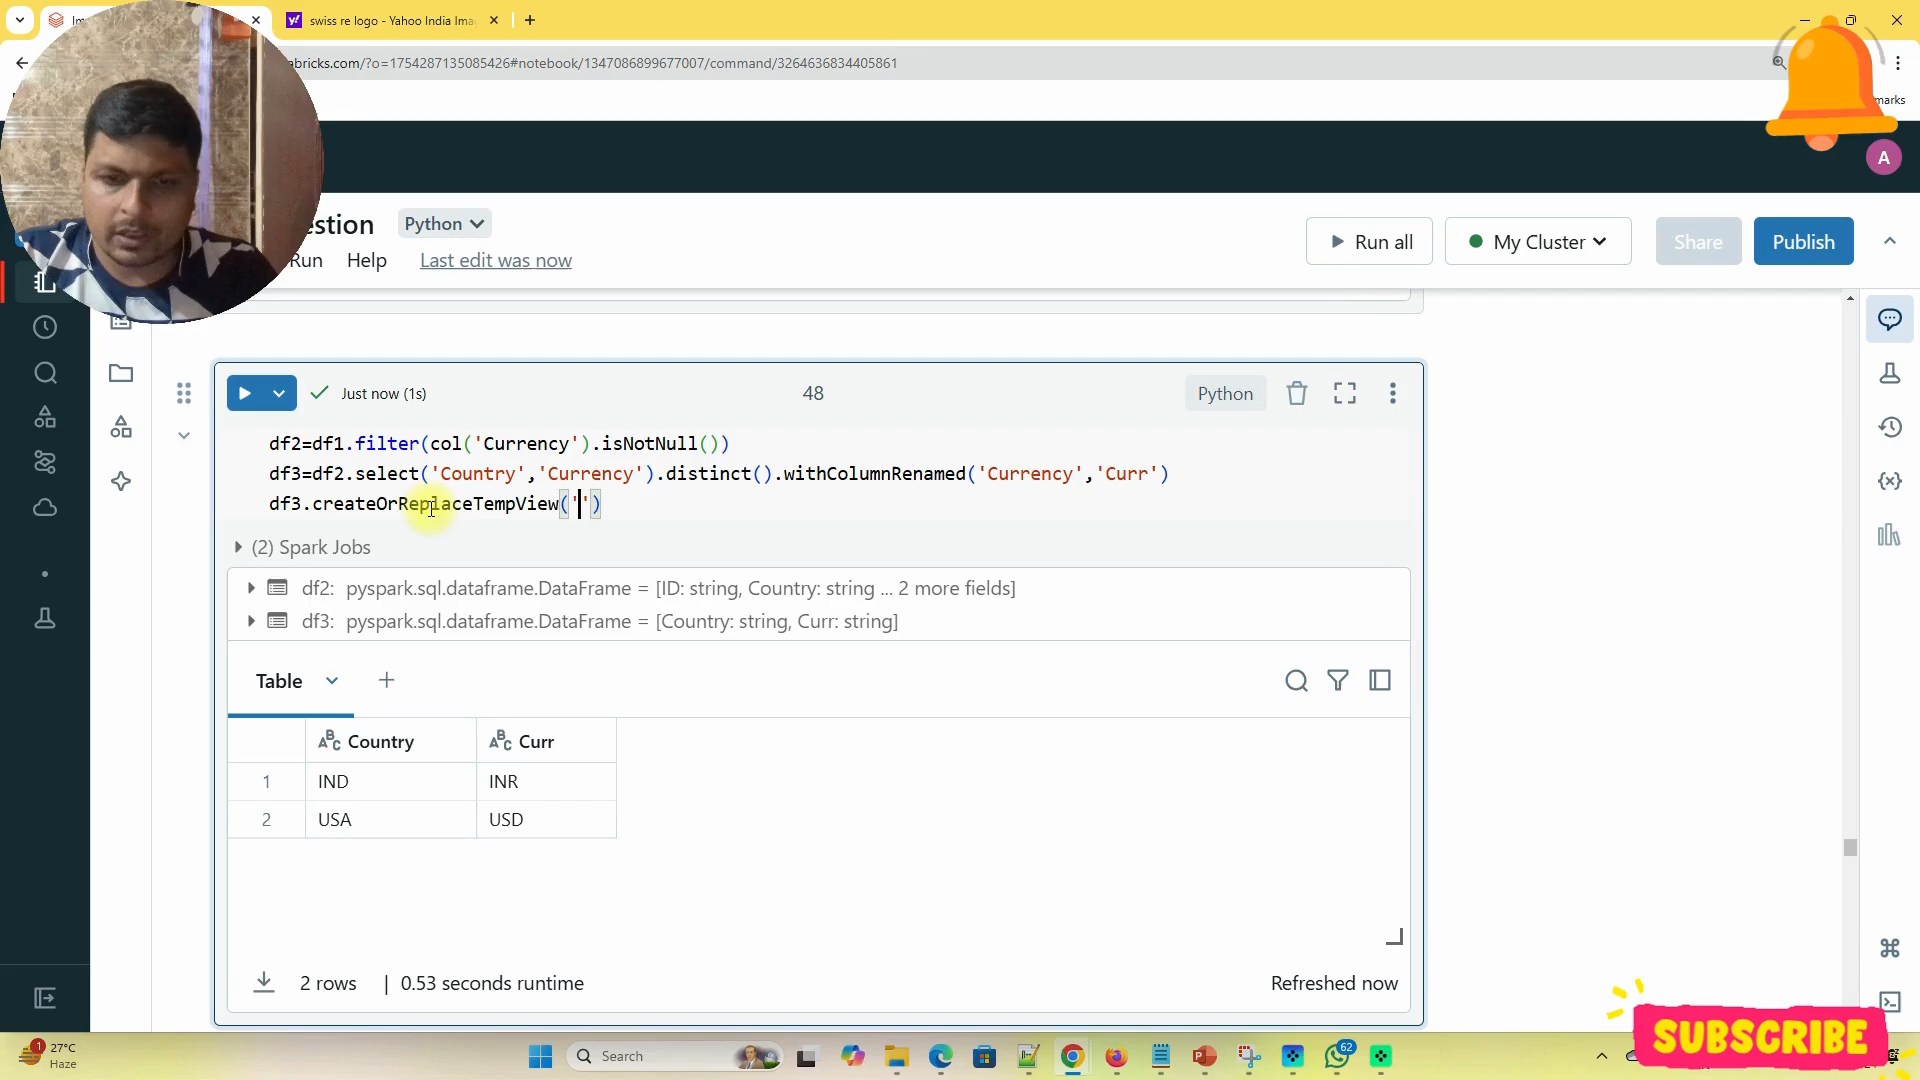 Im
swiss re logo - Yahoo India Ima
abricks.com/?o=1754287135085426#notebook/1347086899677007/command/3264636834405861
marks
A
estion
Python
Run all
My Cluster
Share
Publish
Run
Help
Last edit was now
Just now (1s)
48
Python
df2=df1.filter(col('Currency').isNotNull())
df3=df2.select('Country','Currency').distinct().withColumnRenamed('Currency','Curr')
df3.createOrReplaceTempView('')
(2) Spark Jobs
df2: pyspark.sql.dataframe.DataFrame = [ID: string, Country: string ... 2 more fields]
df3: pyspark.sql.dataframe.DataFrame = [Country: string, Curr: string]
Table
Country
Curr
1
IND
INR
2
USA
USD
2 rows | 0.53 seconds runtime
Refreshed now
SUBSCRIBE
1
27°C
Haze
Search
62